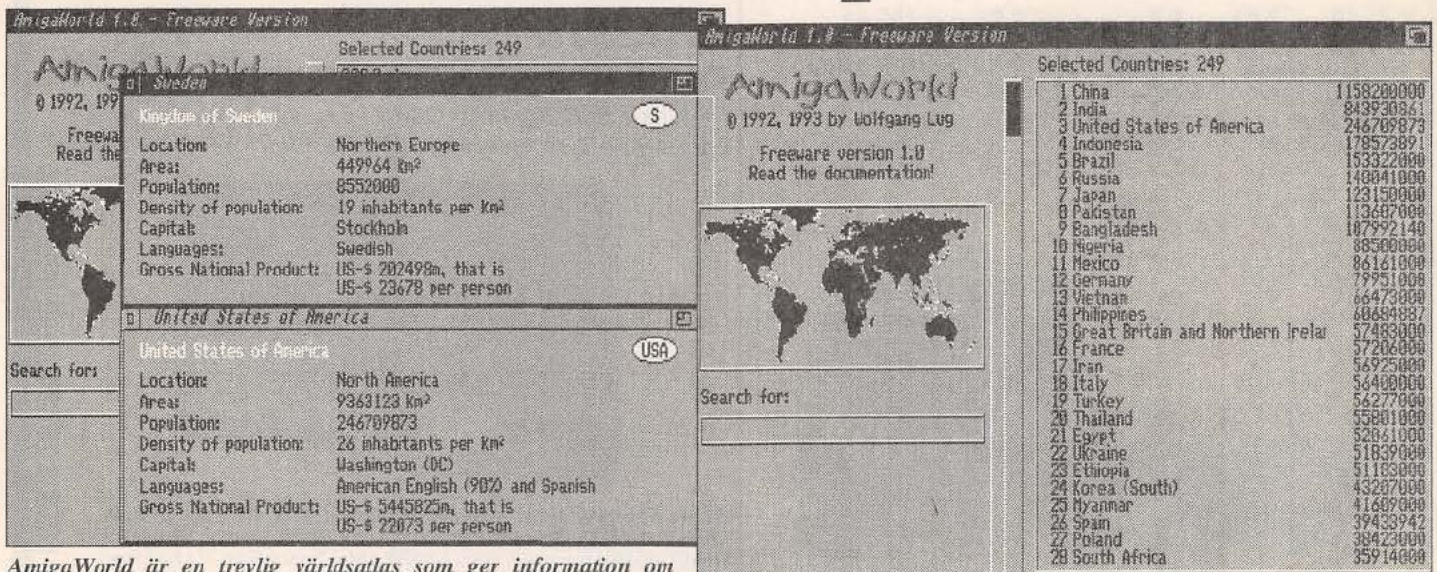 AmigaWorld 1.0 - Freeware Version
Selected Countries: 249
AmigaWorld
© 1992, 199
Freewa
Read the
Search for:
Sweden
Kingdom of Sweden
S
Location: Northern Europe
Area: 449964 Km²
Population: 8552000
Density of population: 19 inhabitants per Km²
Capital: Stockholm
Languages: Swedish
Gross National Product: US-$ 202498m, that is
US-$ 23678 per person
United States of America
United States of America
USA
Location: North America
Area: 9363123 Km²
Population: 246709873
Density of population: 26 inhabitants per Km²
Capital: Washington (DC)
Languages: American English (90%) and Spanish
Gross National Product: US-$ 5445825m, that is
US-$ 22073 per person
AmigaWorld är en trevlig världsatlas som ger information om
AmigaWorld 1.0 - Freeware Version
AmigaWorld
© 1992, 1993 by Wolfgang Lug
Freeware version 1.0
Read the documentation!
Search for:
Selected Countries: 249
1 China 1158200000
2 India 843930861
3 United States of America 246709873
4 Indonesia 178573891
5 Brazil 153322000
6 Russia 148041000
7 Japan 123150000
8 Pakistan 113687000
9 Bangladesh 107992140
10 Nigeria 88500000
11 Mexico 86161000
12 Germany 79951000
13 Vietnam 66473000
14 Philippines 60684887
15 Great Britain and Northern Irelar 57483000
16 France 57206000
17 Iran 56925000
18 Italy 56400000
19 Turkey 56277000
20 Thailand 55801000
21 Egypt 52061000
22 Ukraine 51839000
23 Ethiopia 51183000
24 Korea (South) 43207000
25 Myanmar 41609000
26 Spain 39433942
27 Poland 38423000
28 South Africa 35914000